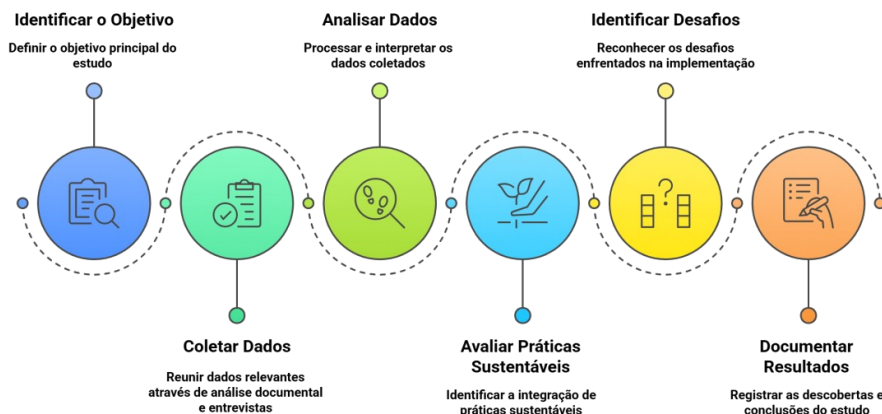 Identificar o Objetivo
Definir o objetivo principal do
estudo
Coletar Dados
Reunir dados relevantes
através de análise documental
e entrevistas
Analisar Dados
Processar e interpretar os
dados coletados
Avaliar Práticas
Sustentáveis
Identificar a integração de
práticas sustentáveis
Identificar Desafios
Reconhecer os desafios
enfrentados na implementação
Documentar
Resultados
Registrar as descobertas e
conclusões do estudo